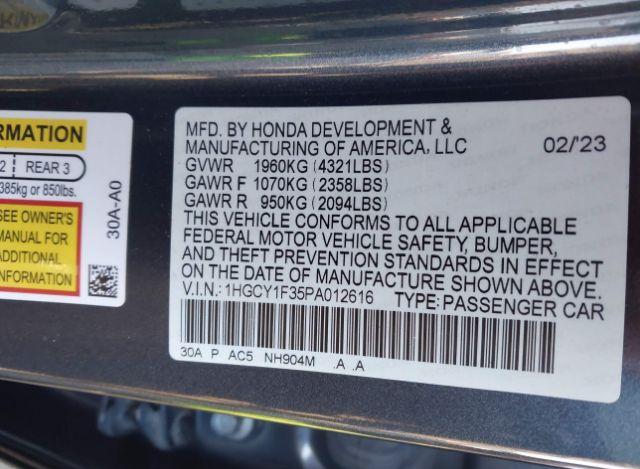 RMATION
2 REAR 3
385kg or 850lbs.
SEE OWNER'S
MANUAL FOR
ADDITIONAL
INFORMATION
30A-A0
MFD. BY HONDA DEVELOPMENT &
MANUFACTURING OF AMERICA, LLC 02/'23
GVWR 1960KG (4321LBS)
GAWR F 1070KG (2358LBS)
GAWR R 950KG (2094LBS)
THIS VEHICLE CONFORMS TO ALL APPLICABLE
FEDERAL MOTOR VEHICLE SAFETY, BUMPER,
AND THEFT PREVENTION STANDARDS IN EFFECT
ON THE DATE OF MANUFACTURE SHOWN ABOVE.
V.I.N.: 1HGCY1F35PA012616 TYPE: PASSENGER CAR
30A P AC5 NH904M .A .A